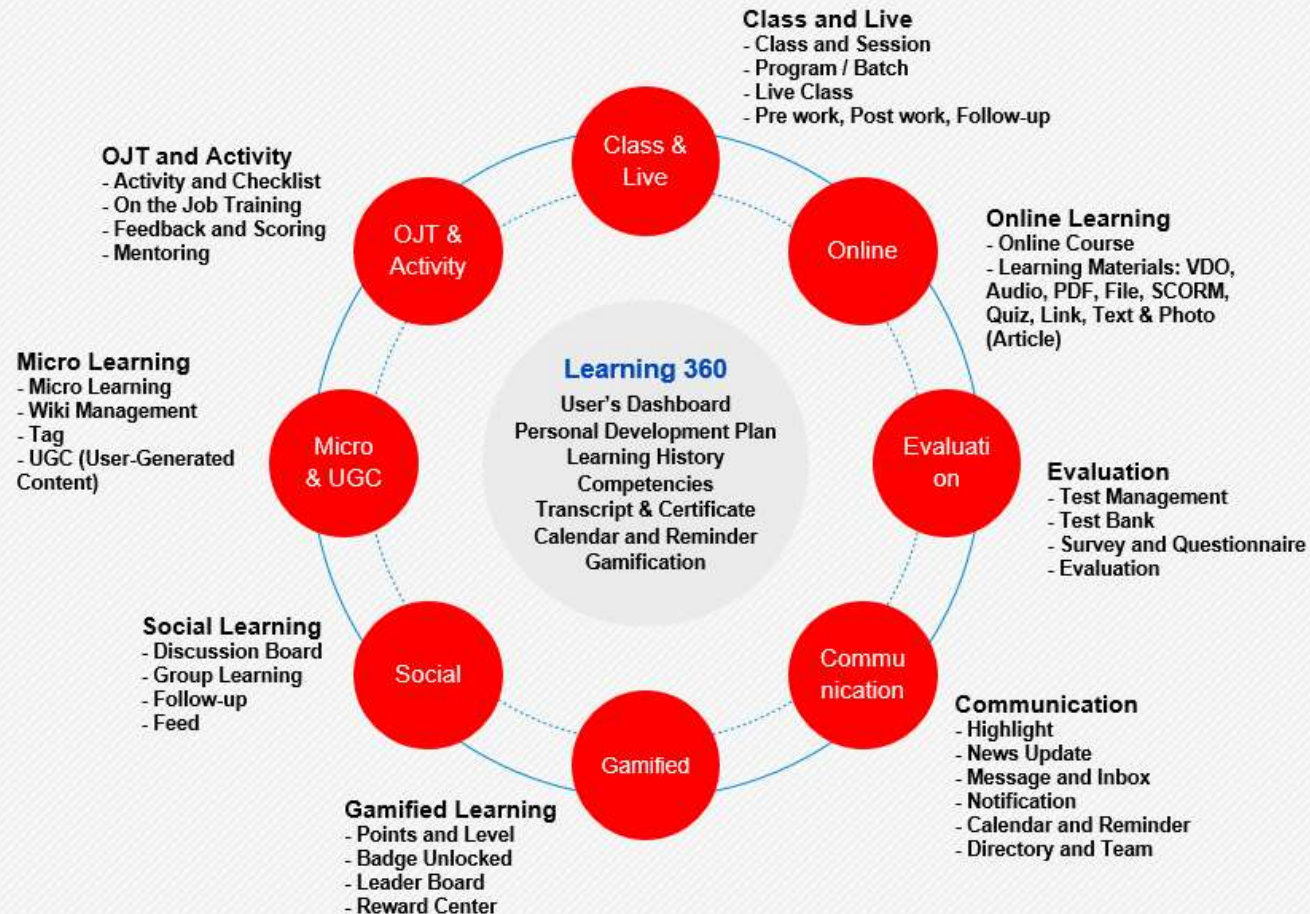 Class and Live
- Class and Session
- Program / Batch
- Live Class
- Pre work, Post work, Follow-up
Class &
Live
OJT and Activity
- Activity and Checklist
- On the Job Training
- Feedback and Scoring
- Mentoring
OJT &
Activity
Online
Online Learning
- Online Course
- Learning Materials: VDO,
Audio, PDF, File, SCORM,
Quiz, Link, Text & Photo
(Article)
Micro Learning
- Micro Learning
- Wiki Management
- Tag
- UGC (User-Generated
Content)
Micro
& UGC
Learning 360
User's Dashboard
Personal Development Plan
Learning History
Competencies
Transcript & Certificate
Calendar and Reminder
Gamification
Evaluati
on
Evaluation
- Test Management
- Test Bank
- Survey and Questionnaire
- Evaluation
Social Learning
- Discussion Board
- Group Learning
- Follow-up
- Feed
Social
Commu
nication
Communication
- Highlight
- News Update
- Message and Inbox
- Notification
- Calendar and Reminder
- Directory and Team
Gamified
Gamified Learning
- Points and Level
- Badge Unlocked
- Leader Board
- Reward Center